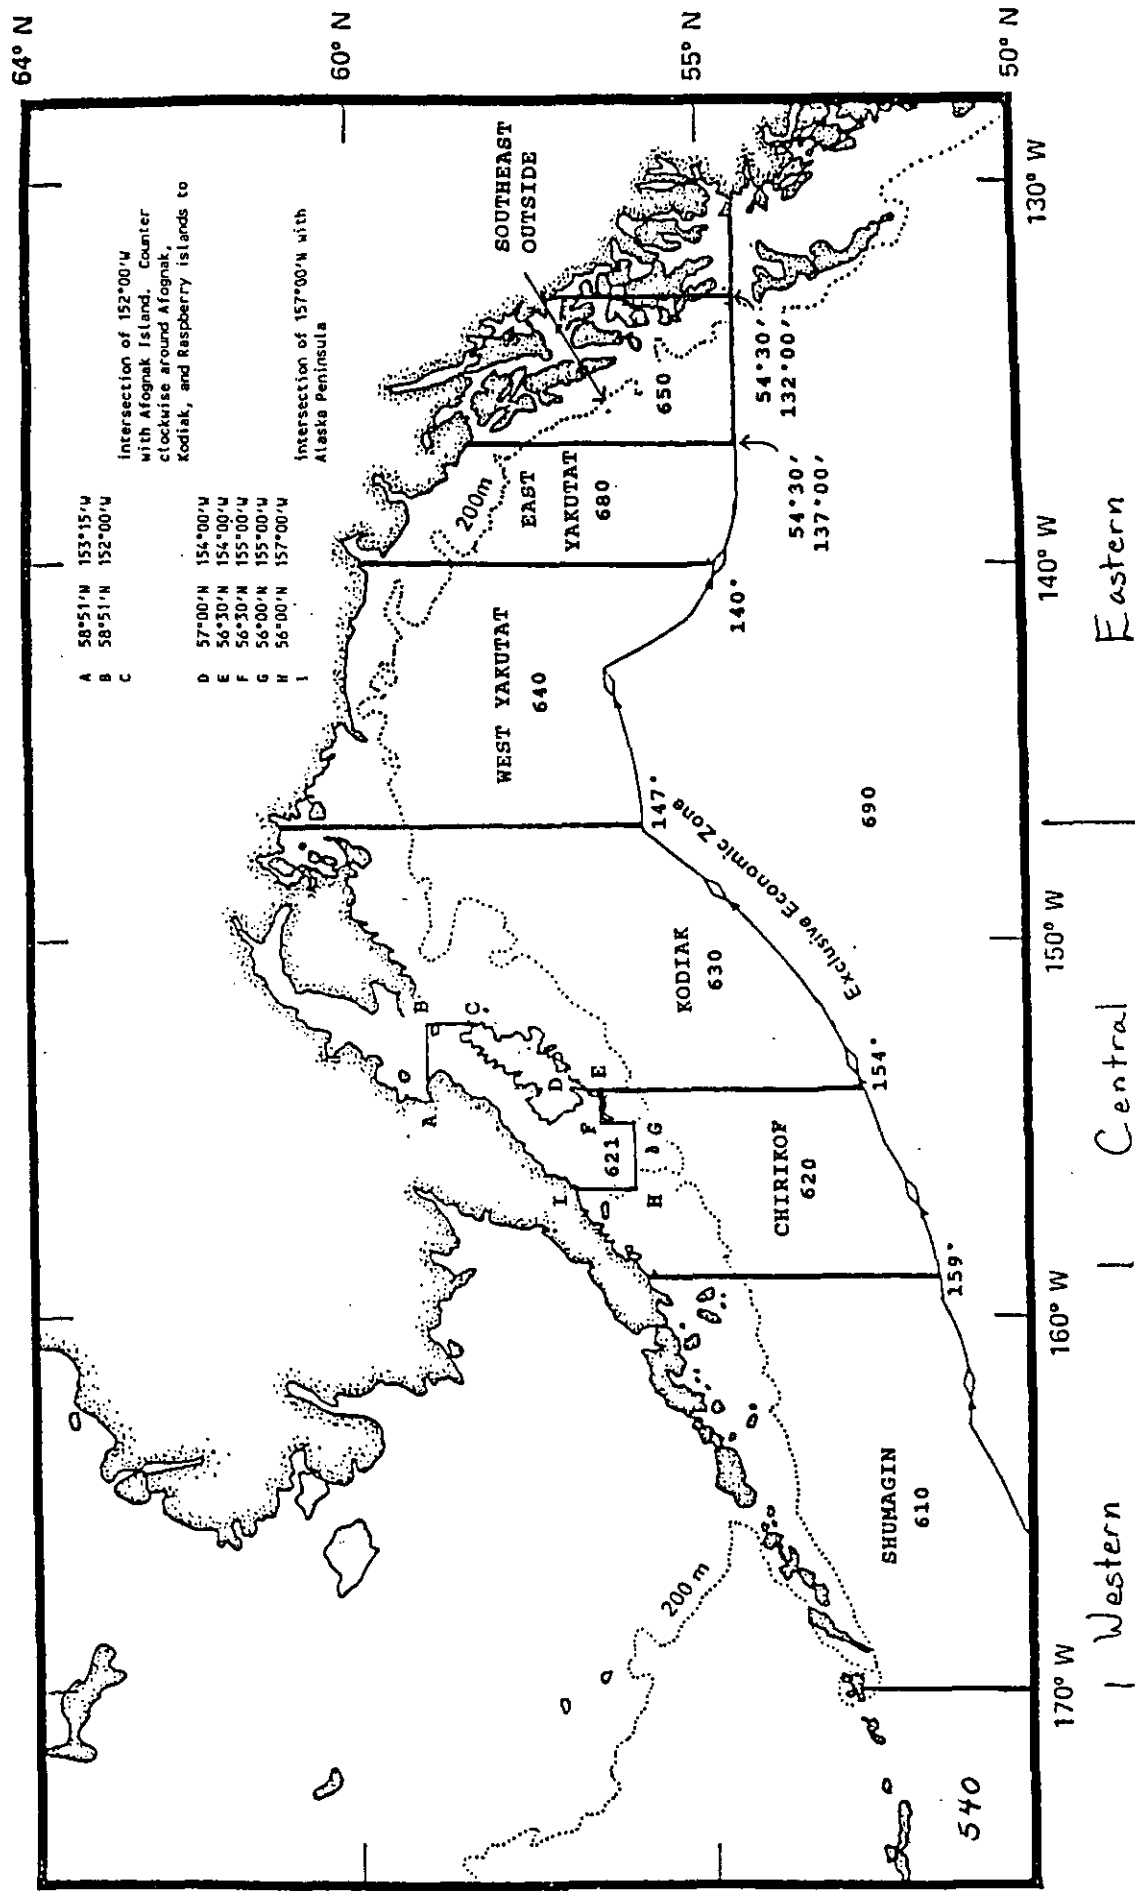 64° N
60° N
55° N
50° N
A 58°51'N 153°15'W
B 58°51'N 152°00'W
C Intersection of 152°00'W
with Afognak Island. Counter
clockwise around Afognak,
Kodiak, and Raspberry islands to
D 57°00'N 154°00'W
E 56°30'N 154°00'W
F 56°30'N 155°00'W
G 56°00'N 155°00'W
H 56°00'N 157°00'W
I Intersection of 157°00'W with
Alaska Peninsula
SOUTHEAST
OUTSIDE
200m
EAST
YAKUTAT
680
650
WEST YAKUTAT
640
54°30'
132°00'
54°30'
137°00'
140°
147°
Exclusive Economic Zone
690
KODIAK
630
154°
A
B
C
D
E
F
G
H
I
621
CHIRIKOF
620
159°
SHUMAGIN
610
200 m
540
170° W
160° W
150° W
140° W
130° W
| Western | Central | Eastern